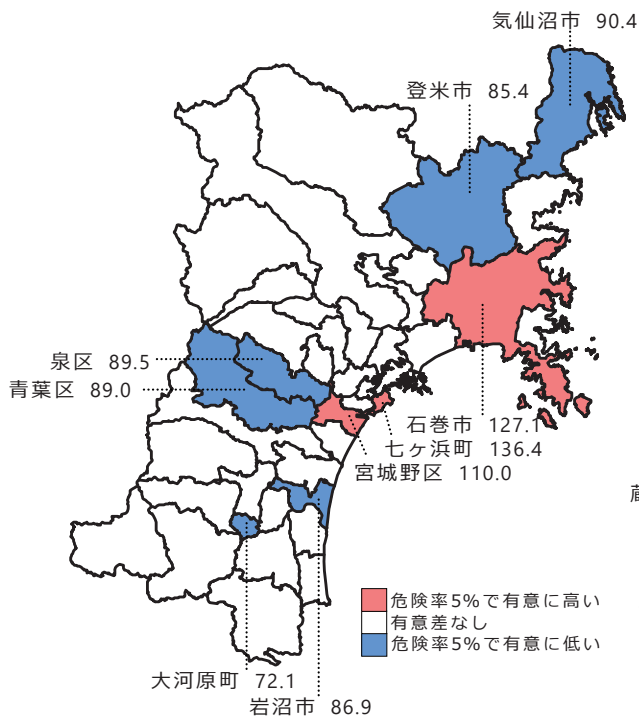 気仙沼市 90.4
登米市 85.4
泉区 89.5
青葉区 89.0
石巻市 127.1
七ヶ浜町 136.4
宮城野区 110.0
蔵
危険率5%で有意に高い
有意差なし
危険率5%で有意に低い
大河原町 72.1
岩沼市 86.9